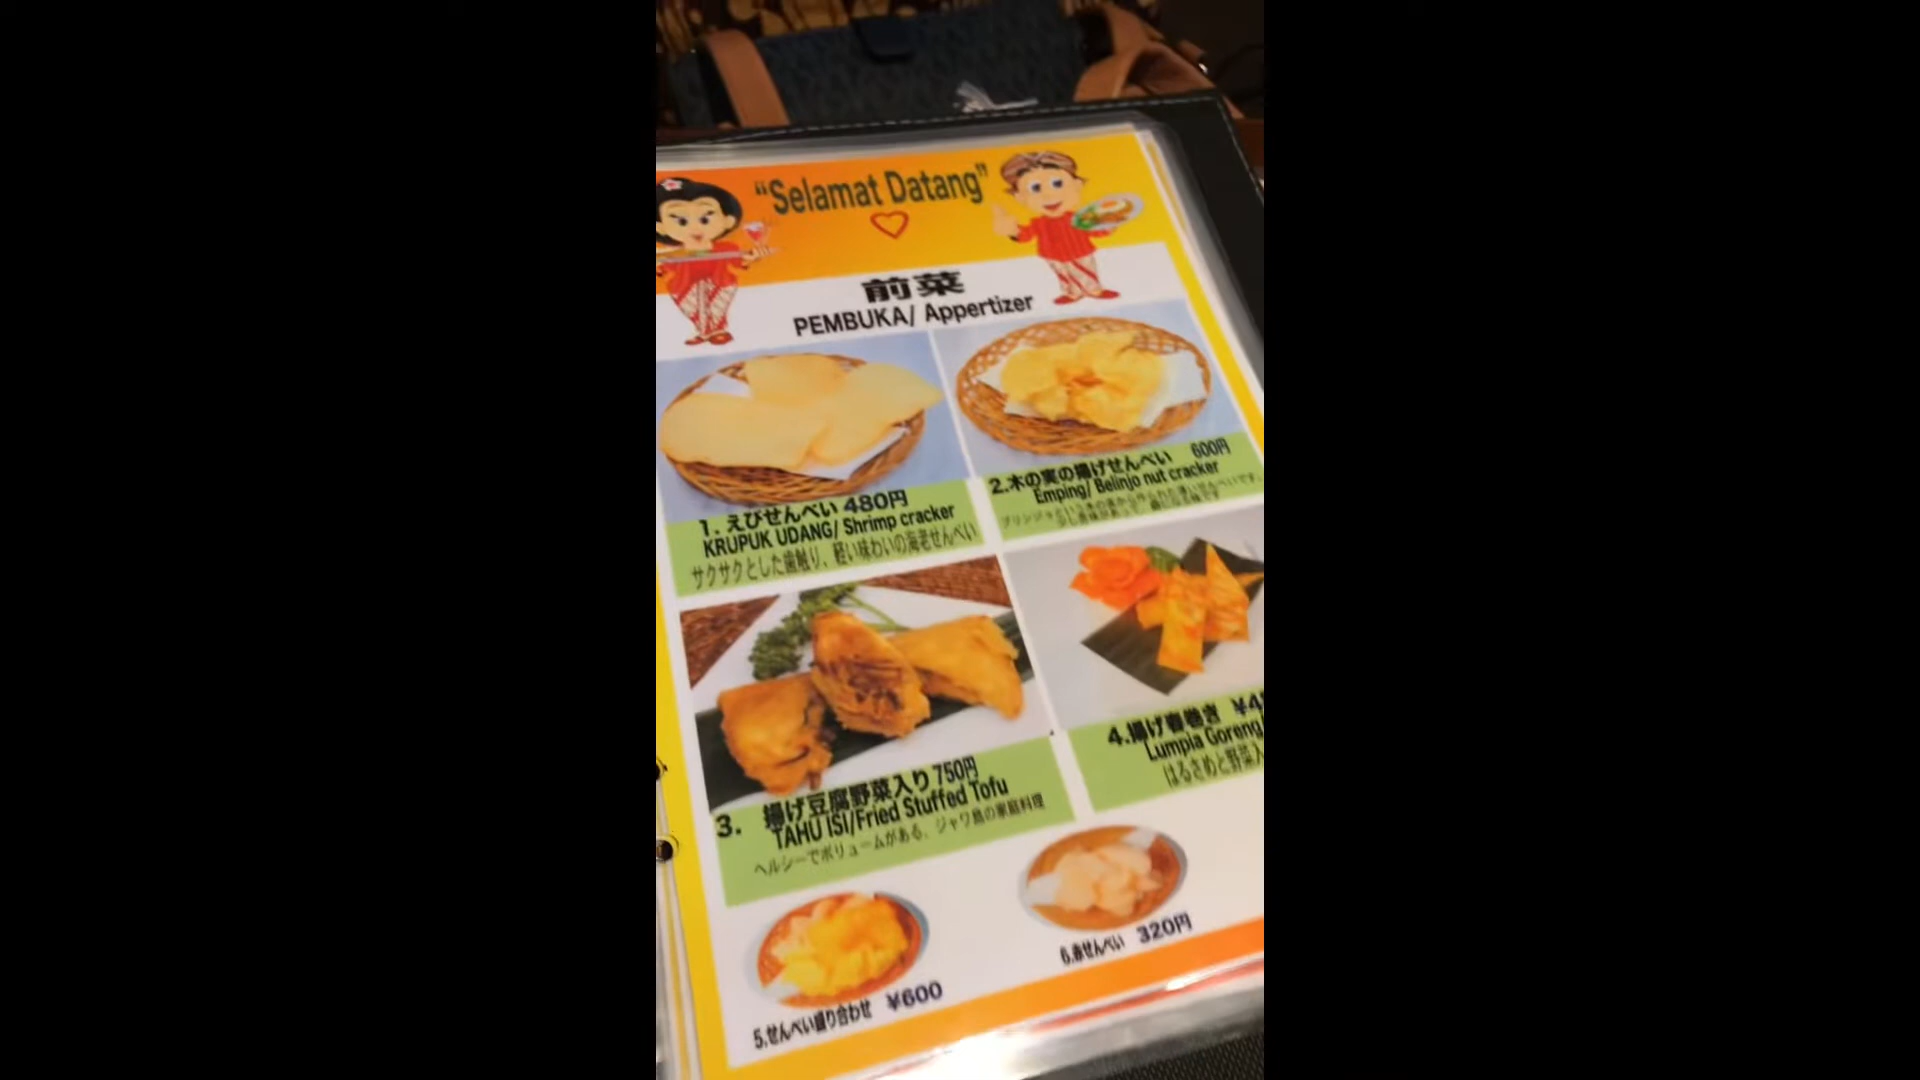 “Selamat Datang”
前菜
PEMBUKA/ Appertizer
1. えびせんべい 480円
KRUPUK UDANG/ Shrimp cracker
サクサクとした歯触り、軽い味わいの海老せんべい
2.木の実の揚げせんべい 600円
Emping/ Belinjo nut cracker
3. 揚げ豆腐野菜入り 750円
TAHU ISI/Fried Stuffed Tofu
ヘルシーでボリュームがある、ジャワ島の家庭料理
4.揚げ春巻き
Lumpia Goreng
はるさめと野菜入
5.せんべい盛り合わせ ¥600
6.赤せんべい 320円